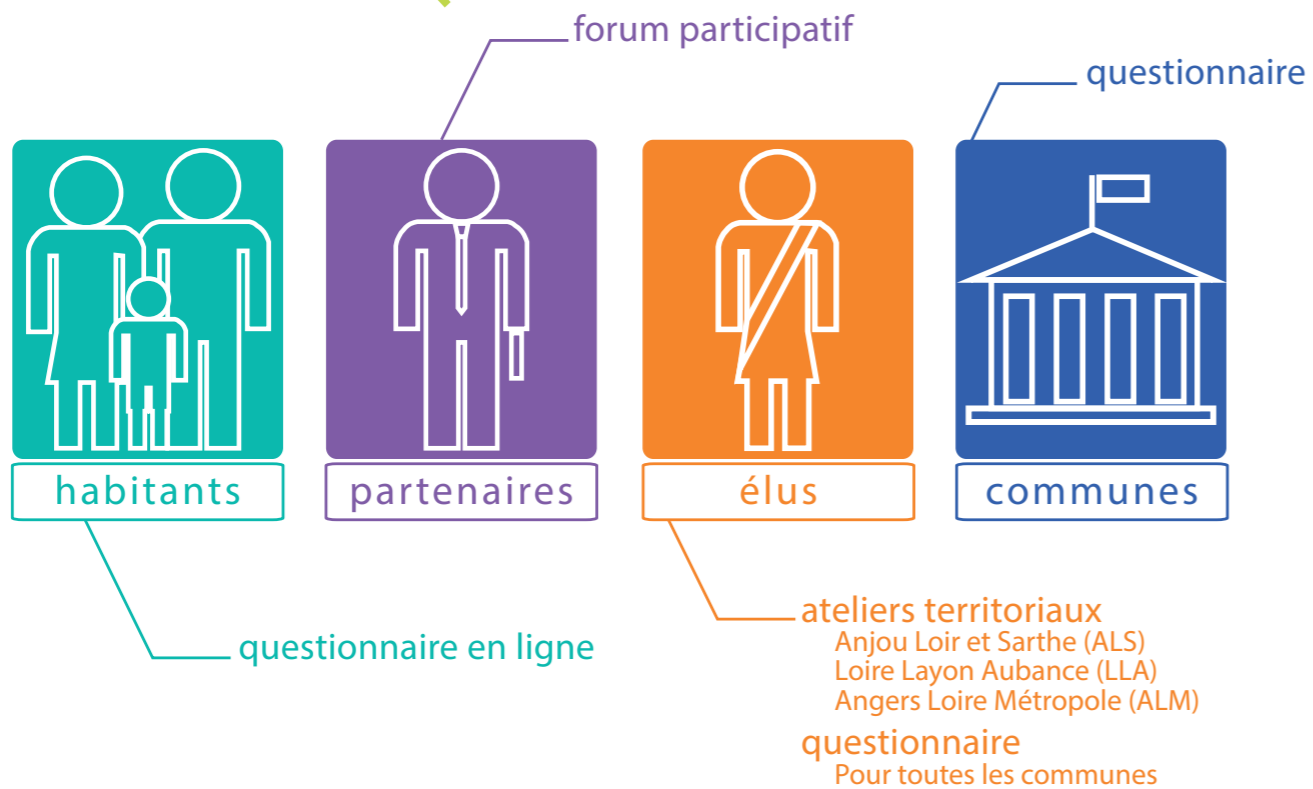 forum participatif
questionnaire
habitants
partenaires
élus
communes
questionnaire en ligne
ateliers territoriaux
Anjou Loir et Sarthe (ALS)
Loire Layon Aubance (LLA)
Angers Loire Métropole (ALM)
questionnaire
Pour toutes les communes